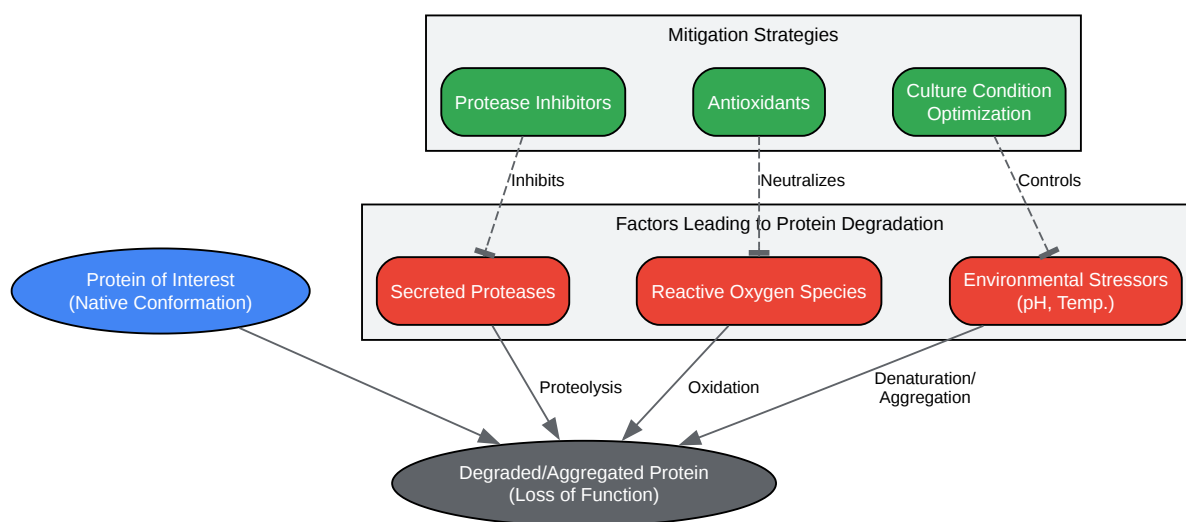 Mitigation Strategies
Protease Inhibitors
Antioxidants
Culture Condition
Optimization
Inhibits
Neutralizes
Controls
Factors Leading to Protein Degradation
Protein of Interest
(Native Conformation)
Secreted Proteases
Reactive Oxygen Species
Environmental Stressors
(pH, Temp.)
Proteolysis
Oxidation
Denaturation/
Aggregation
Degraded/Aggregated Protein
(Loss of Function)